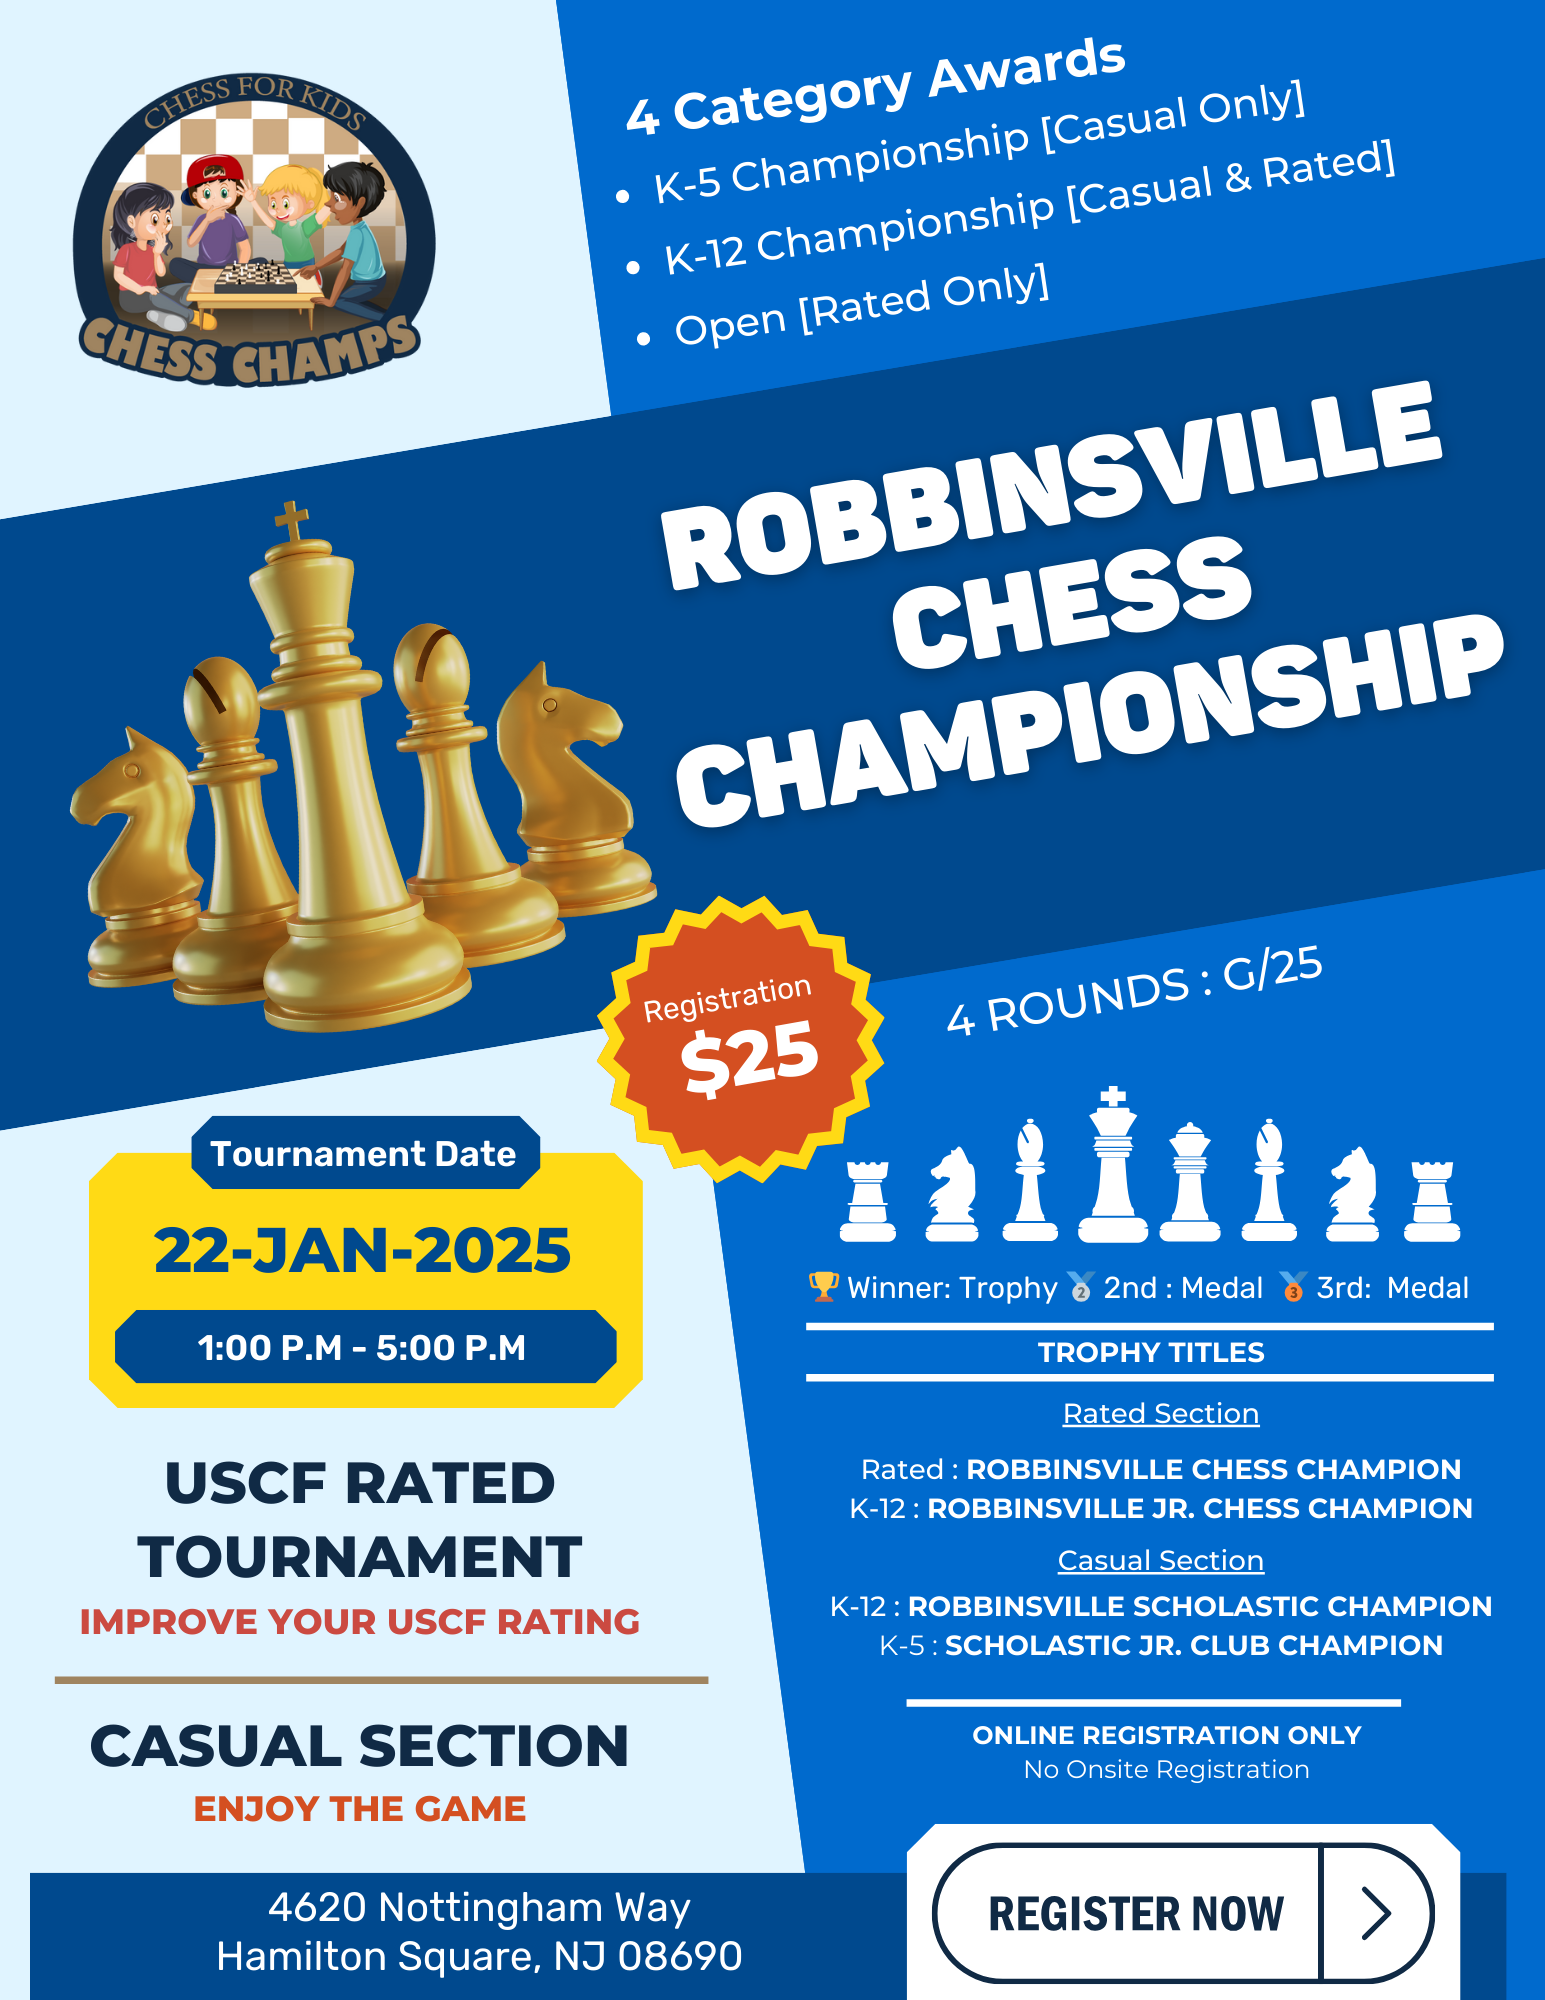 CHESS FOR KIDS
CHESS CHAMPS
4 Category Awards
• K-5 Championship [Casual Only]
• K-12 Championship [Casual & Rated]
• Open [Rated Only]
ROBBINSVILLE
CHESS
CHAMPIONSHIP
Registration
$25
4 ROUNDS : G/25
Tournament Date
22-JAN-2025
1:00 P.M - 5:00 P.M
USCF RATED
TOURNAMENT
IMPROVE YOUR USCF RATING
CASUAL SECTION
ENJOY THE GAME
🏆 Winner: Trophy 🥈 2nd : Medal 🥉 3rd: Medal
TROPHY TITLES
Rated Section
Rated : ROBBINSVILLE CHESS CHAMPION
K-12 : ROBBINSVILLE JR. CHESS CHAMPION
Casual Section
K-12 : ROBBINSVILLE SCHOLASTIC CHAMPION
K-5 : SCHOLASTIC JR. CLUB CHAMPION
ONLINE REGISTRATION ONLY
No Onsite Registration
4620 Nottingham Way
Hamilton Square, NJ 08690
REGISTER NOW